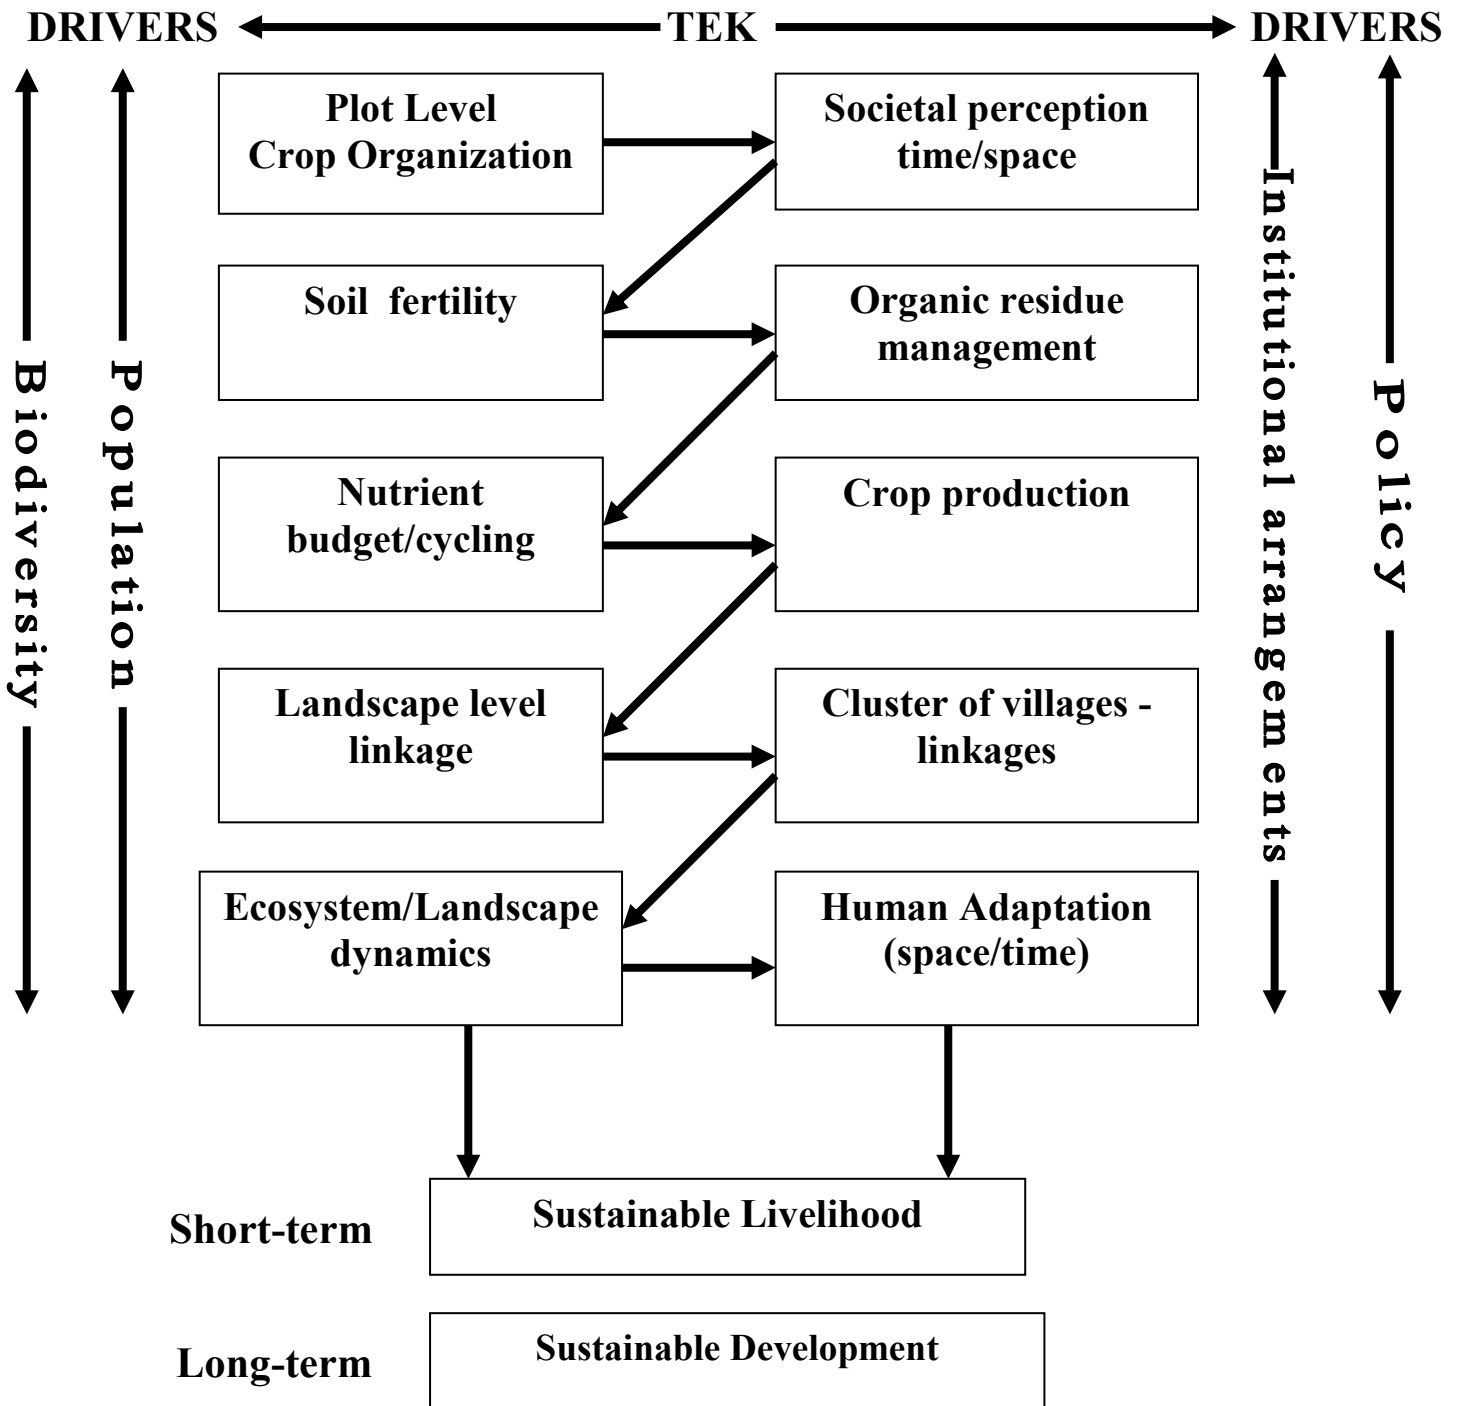 DRIVERS TEK DRIVERS
Plot Level
Crop Organization
Societal perception
time/space
Soil fertility
Organic residue
management
Nutrient
budget/cycling
Crop production
Landscape level
linkage
Cluster of villages -
linkages
Ecosystem/Landscape
dynamics
Human Adaptation
(space/time)
Biodiversity
Population
Institutional arrangements
Policy
Short-term
Sustainable Livelihood
Long-term
Sustainable Development